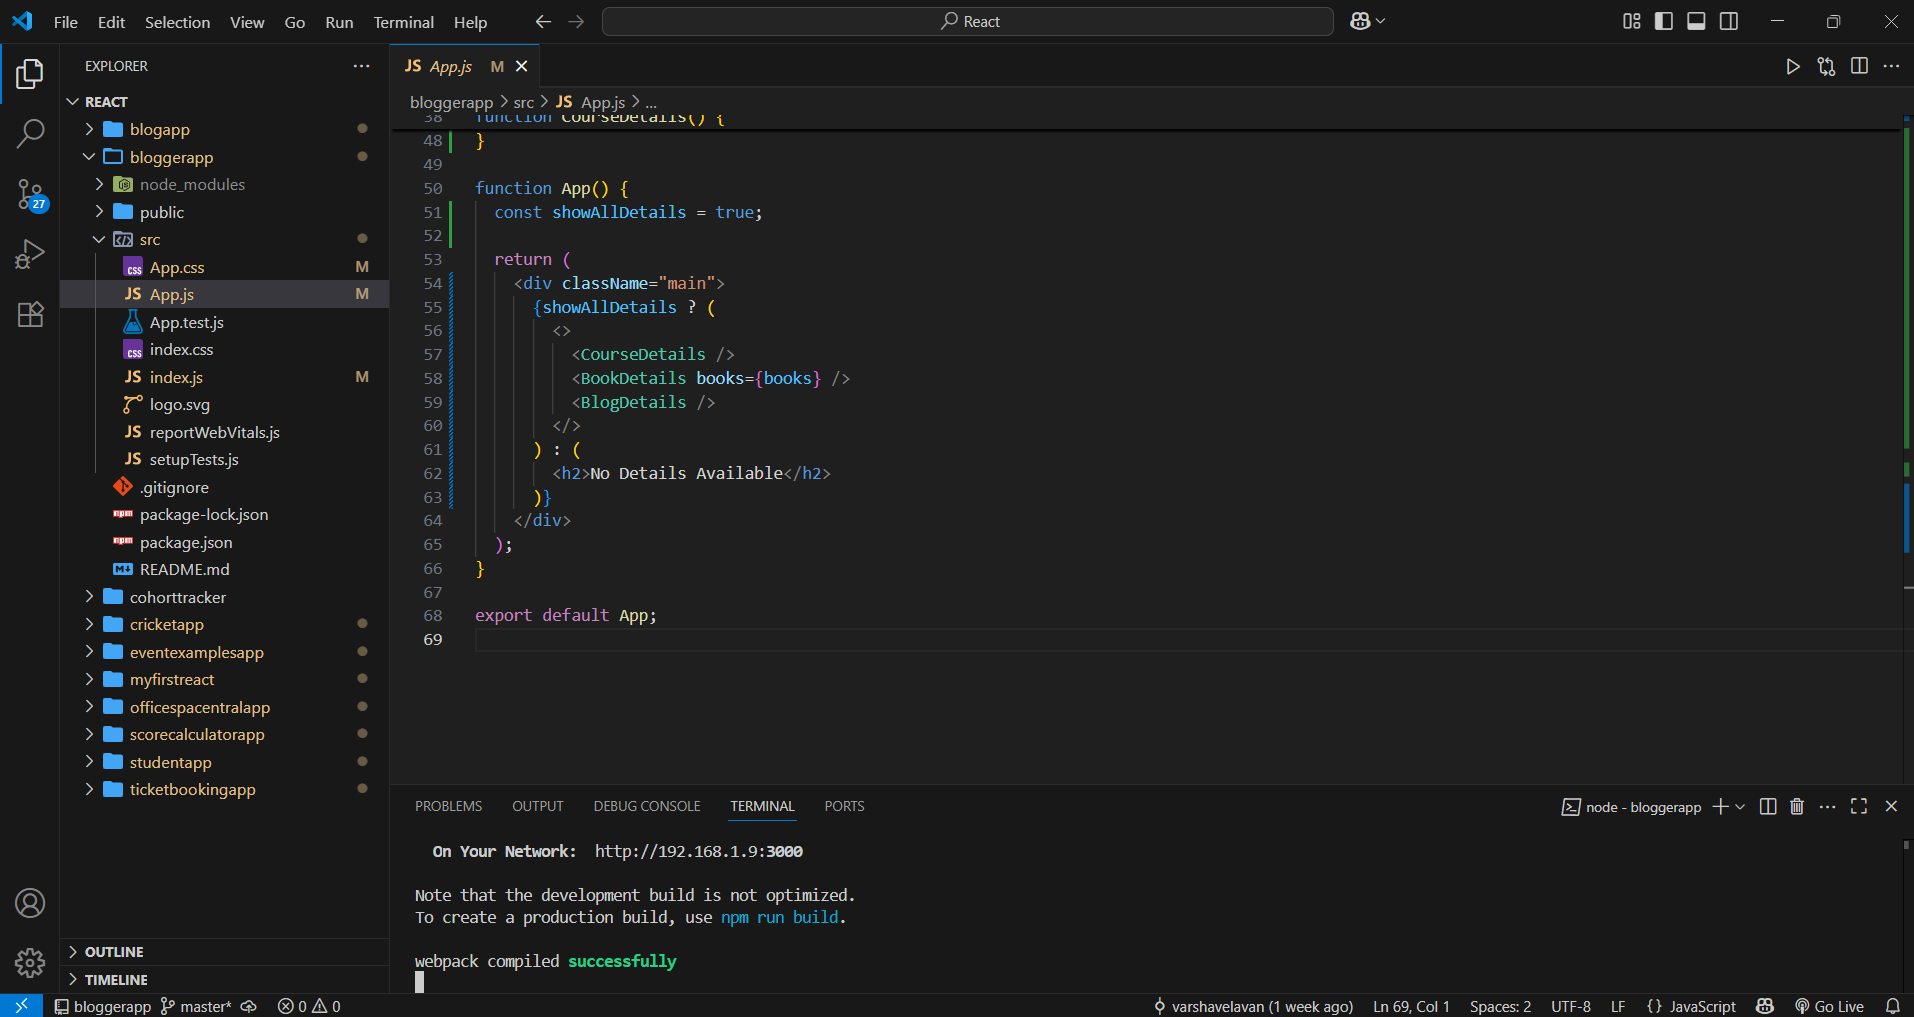 File Edit Selection View Go Run Terminal Help
React
EXPLORER
REACT
blogapp
bloggerapp
node_modules
public
src
App.css M
App.js M
App.test.js
index.css
index.js M
logo.svg
reportWebVitals.js
setupTests.js
.gitignore
package-lock.json
package.json
README.md
cohorttracker
cricketapp
eventexamplesapp
myfirstreact
officespacentralapp
scorecalculatorapp
studentapp
ticketbookingapp
OUTLINE
TIMELINE
27
JS App.js M
bloggerapp > src > JS App.js > ...
38 function CourseDetails() {
48 }
49
50 function App() {
51 const showAllDetails = true;
52
53 return (
54 <div className="main">
55 {showAllDetails ? (
56 <>
57 <CourseDetails />
58 <BookDetails books={books} />
59 <BlogDetails />
60 </>
61 ) : (
62 <h2>No Details Available</h2>
63 )}
64 </div>
65 );
66 }
67
68 export default App;
69
PROBLEMS OUTPUT DEBUG CONSOLE TERMINAL PORTS
node - bloggerapp
On Your Network: http://192.168.1.9:3000
Note that the development build is not optimized.
To create a production build, use npm run build.
webpack compiled successfully
bloggerapp master* 0 0
varshavelavan (1 week ago) Ln 69, Col 1 Spaces: 2 UTF-8 LF {} JavaScript Go Live